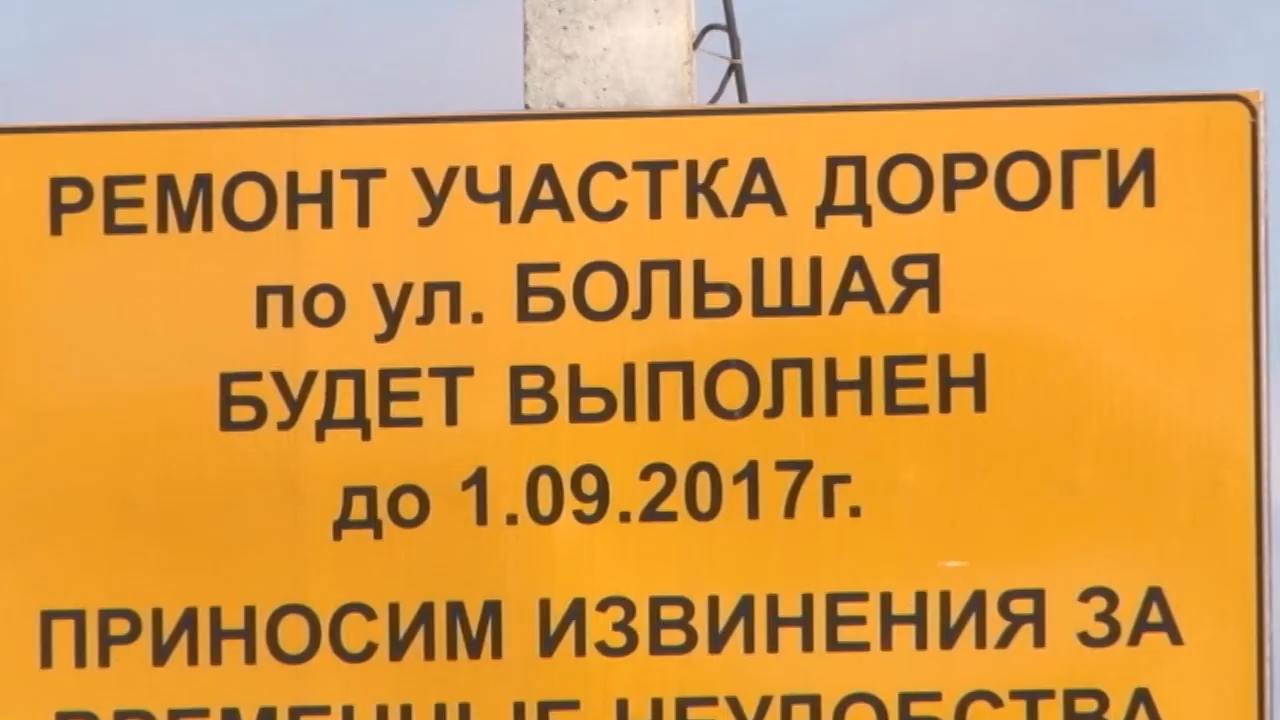 РЕМОНТ УЧАСТКА ДОРОГИ
по ул. БОЛЬШАЯ
БУДЕТ ВЫПОЛНЕН
до 1.09.2017г.
ПРИНОСИМ ИЗВИНЕНИЯ ЗА
ВРЕМЕННЫЕ НЕУДОБСТВА